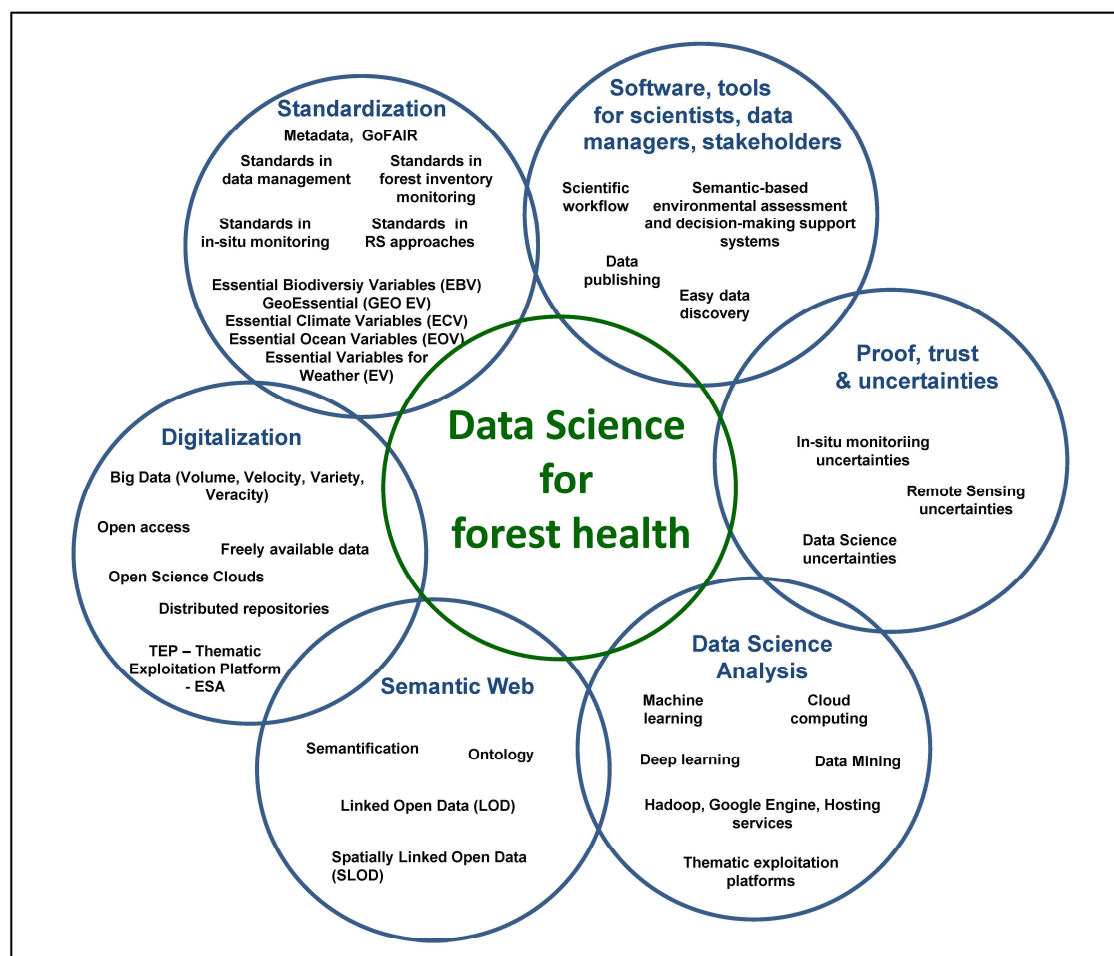 Standardization
Metadata, GoFAIR
Standards in
data management
Standards in
forest inventory
monitoring
Standards in
in-situ monitoring
Standards in
RS approaches
Essential Biodiversiy Variables (EBV)
GeoEssential (GEO EV)
Essential Climate Variables (ECV)
Essential Ocean Variables (EOV)
Essential Variables for
Weather (EV)
Software, tools
for scientists, data
managers, stakeholders
Scientific
workflow
Semantic-based
environmental assessment
and decision-making support
systems
Data
publishing
Easy data
discovery
Proof, trust
& uncertainties
In-situ monitoriing
uncertainties
Remote Sensing
uncertainties
Data Science
uncertainties
Data Science
for
forest health
Digitalization
Big Data (Volume, Velocity, Variety,
Veracity)
Open access
Freely available data
Open Science Clouds
Distributed repositories
TEP – Thematic
Exploitation Platform
- ESA
Semantic Web
Semantification
Ontology
Linked Open Data (LOD)
Spatially Linked Open Data
(SLOD)
Data Science
Analysis
Machine
learning
Cloud
computing
Deep learning
Data Mining
Hadoop, Google Engine, Hosting
services
Thematic exploitation
platforms